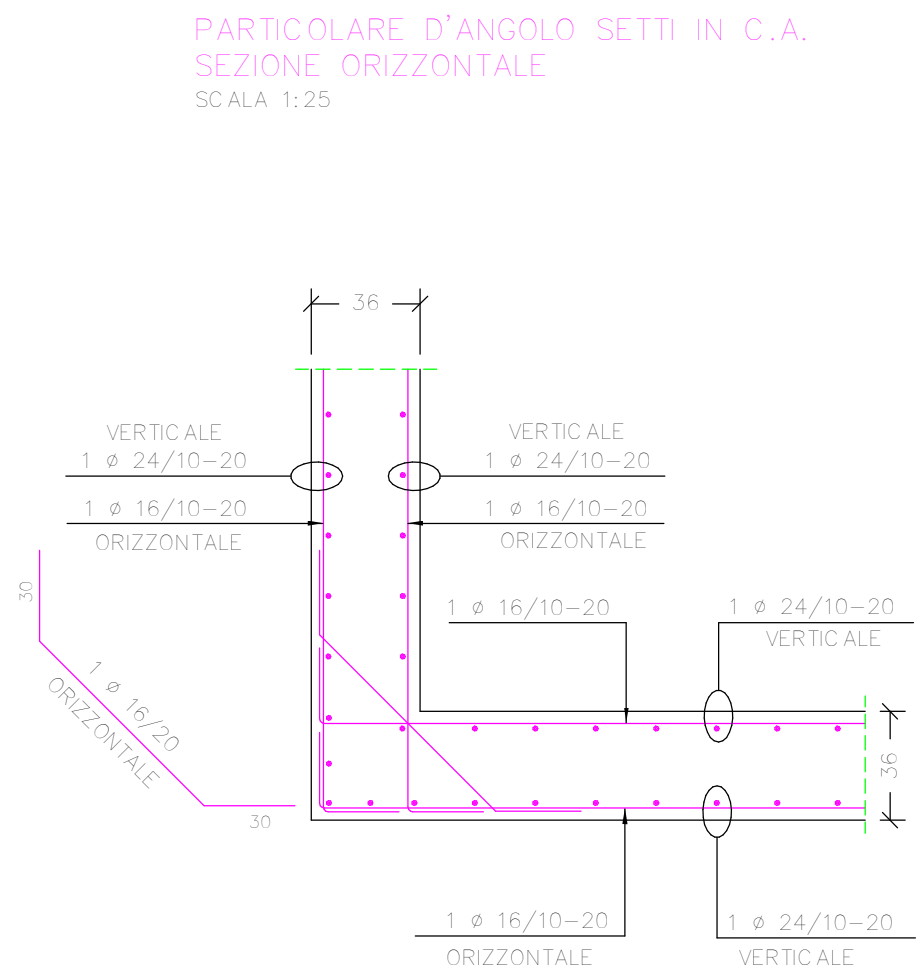 PARTICOLARE D'ANGOLO SETTI IN C.A.
SEZIONE ORIZZONTALE
SCALA 1:25
36
VERTICALE
1 ø 24/10-20
1 ø 16/10-20
ORIZZONTALE
VERTICALE
1 ø 24/10-20
1 ø 16/10-20
ORIZZONTALE
30
1 ø 16/20
ORIZZONTALE
30
1 ø 16/10-20
1 ø 24/10-20
VERTICALE
36
1 ø 16/10-20
ORIZZONTALE
1 ø 24/10-20
VERTICALE